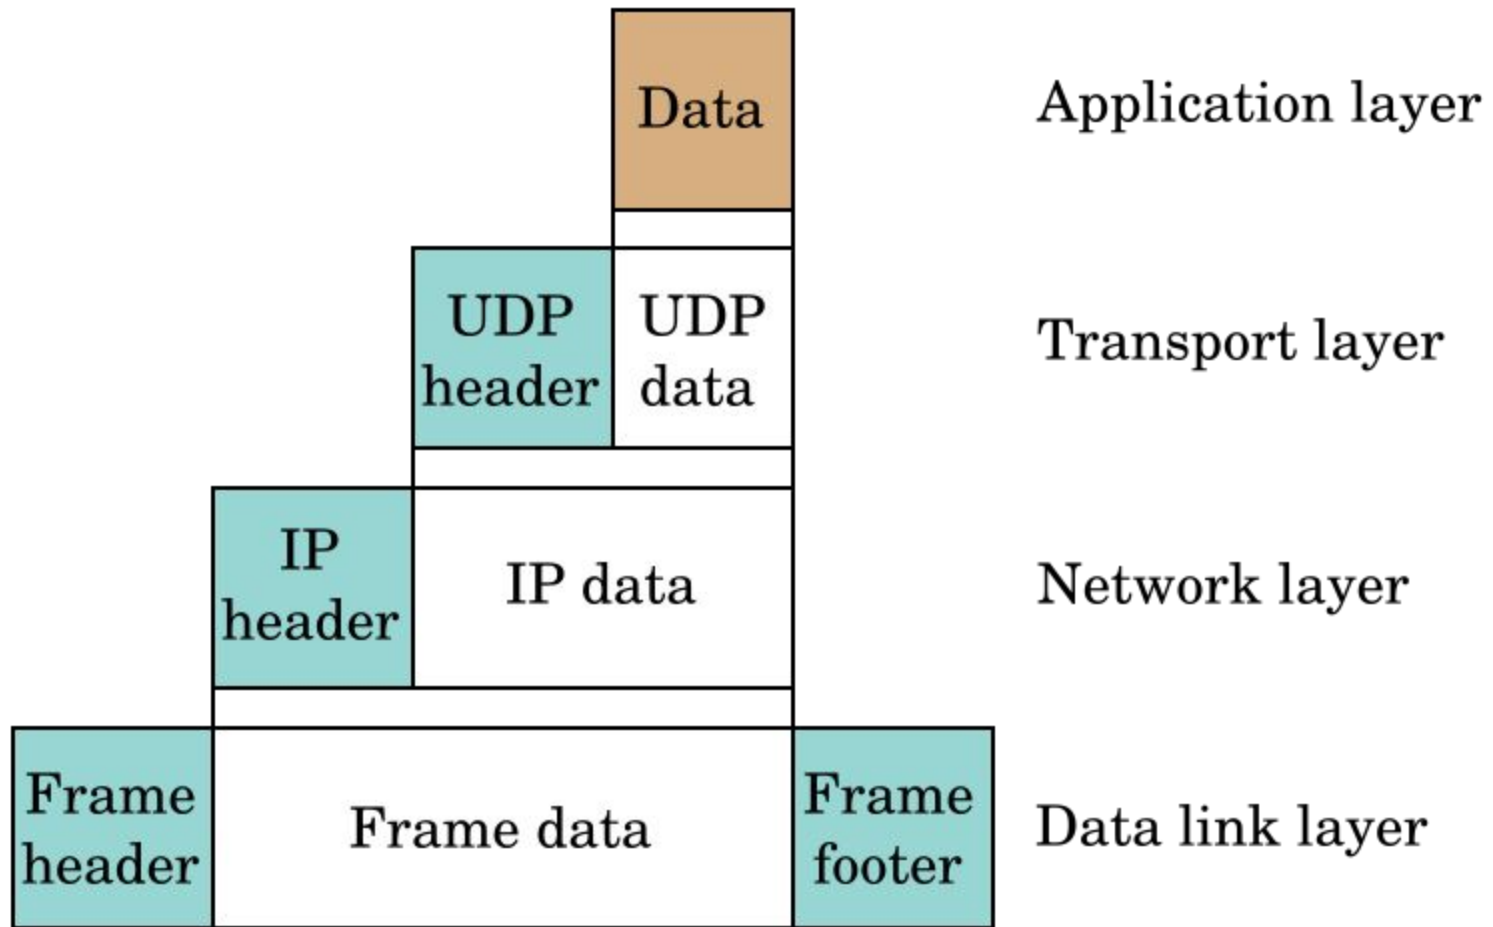 Data
Application layer
UDP
header
UDP
data
Transport layer
IP
header
IP data
Network layer
Frame
header
Frame data
Frame
footer
Data link layer